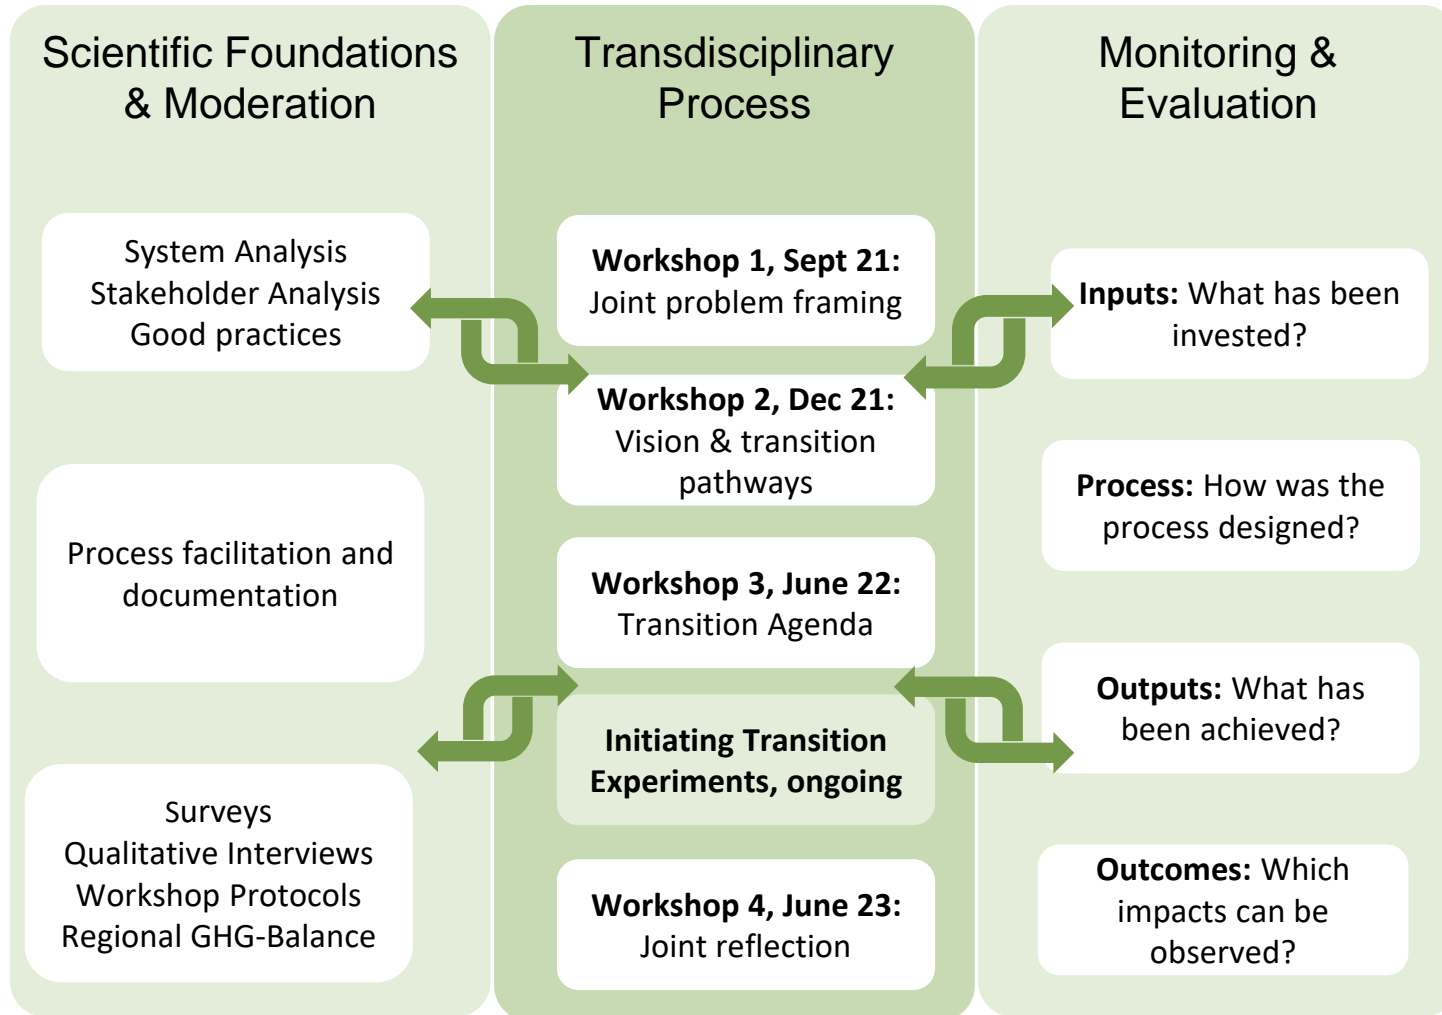 Scientific Foundations
& Moderation
System Analysis
Stakeholder Analysis
Good practices
Process facilitation and
documentation
Surveys
Qualitative Interviews
Workshop Protocols
Regional GHG-Balance
Transdisciplinary
Process
Workshop 1, Sept 21:
Joint problem framing
Workshop 2, Dec 21:
Vision & transition
pathways
Workshop 3, June 22:
Transition Agenda
Initiating Transition
Experiments, ongoing
Workshop 4, June 23:
Joint reflection
Monitoring &
Evaluation
Inputs: What has been
invested?
Process: How was the
process designed?
Outputs: What has
been achieved?
Outcomes: Which
impacts can be
observed?